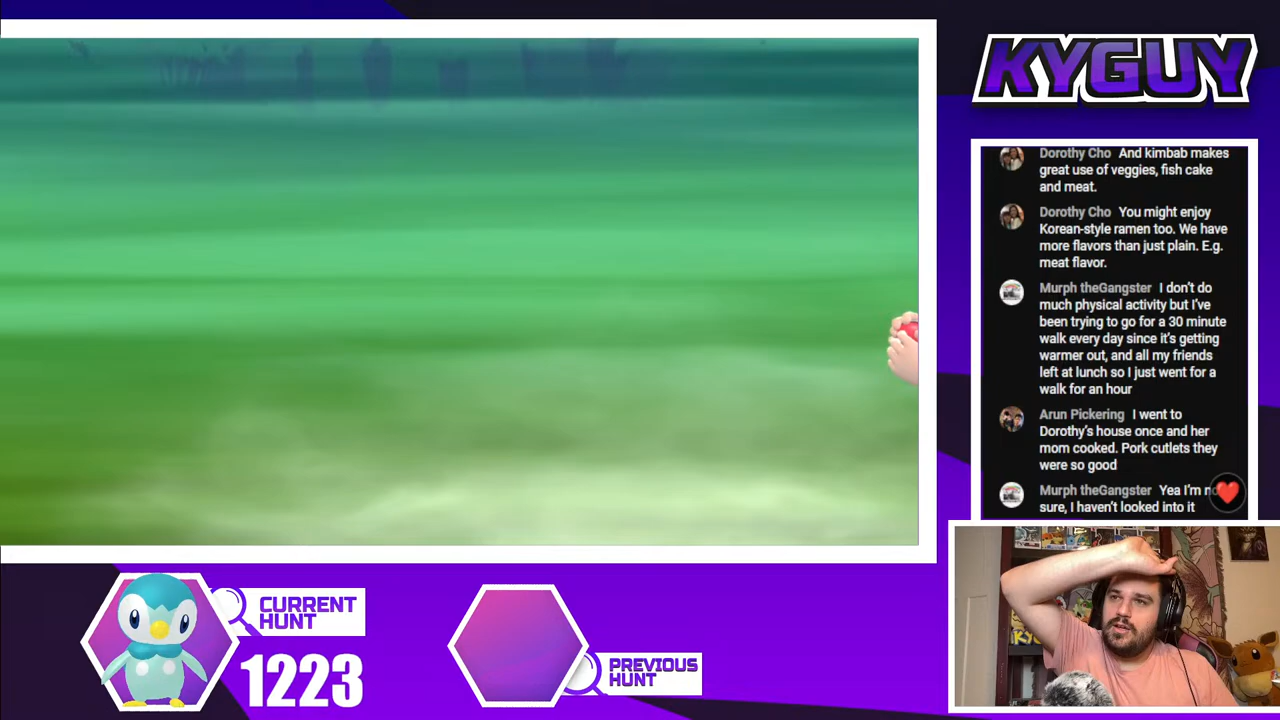 KYGUY
Dorothy Cho And kimbab makes
great use of veggies, fish cake
and meat.
Dorothy Cho You might enjoy
Korean-style ramen too. We have
more flavors than just plain. E.g.
meat flavor.
Murph theGangster I don't do
much physical activity but I've
been trying to go for a 30 minute
walk every day since it's getting
warmer out, and all my friends
left at lunch so I just went for a
walk for an hour
Arun Pickering I went to
Dorothy's house once and her
mom cooked. Pork cutlets they
were so good
Murph theGangster Yea I'm
sure, I haven't looked into it
CURRENT
HUNT
1223
PREVIOUS
HUNT